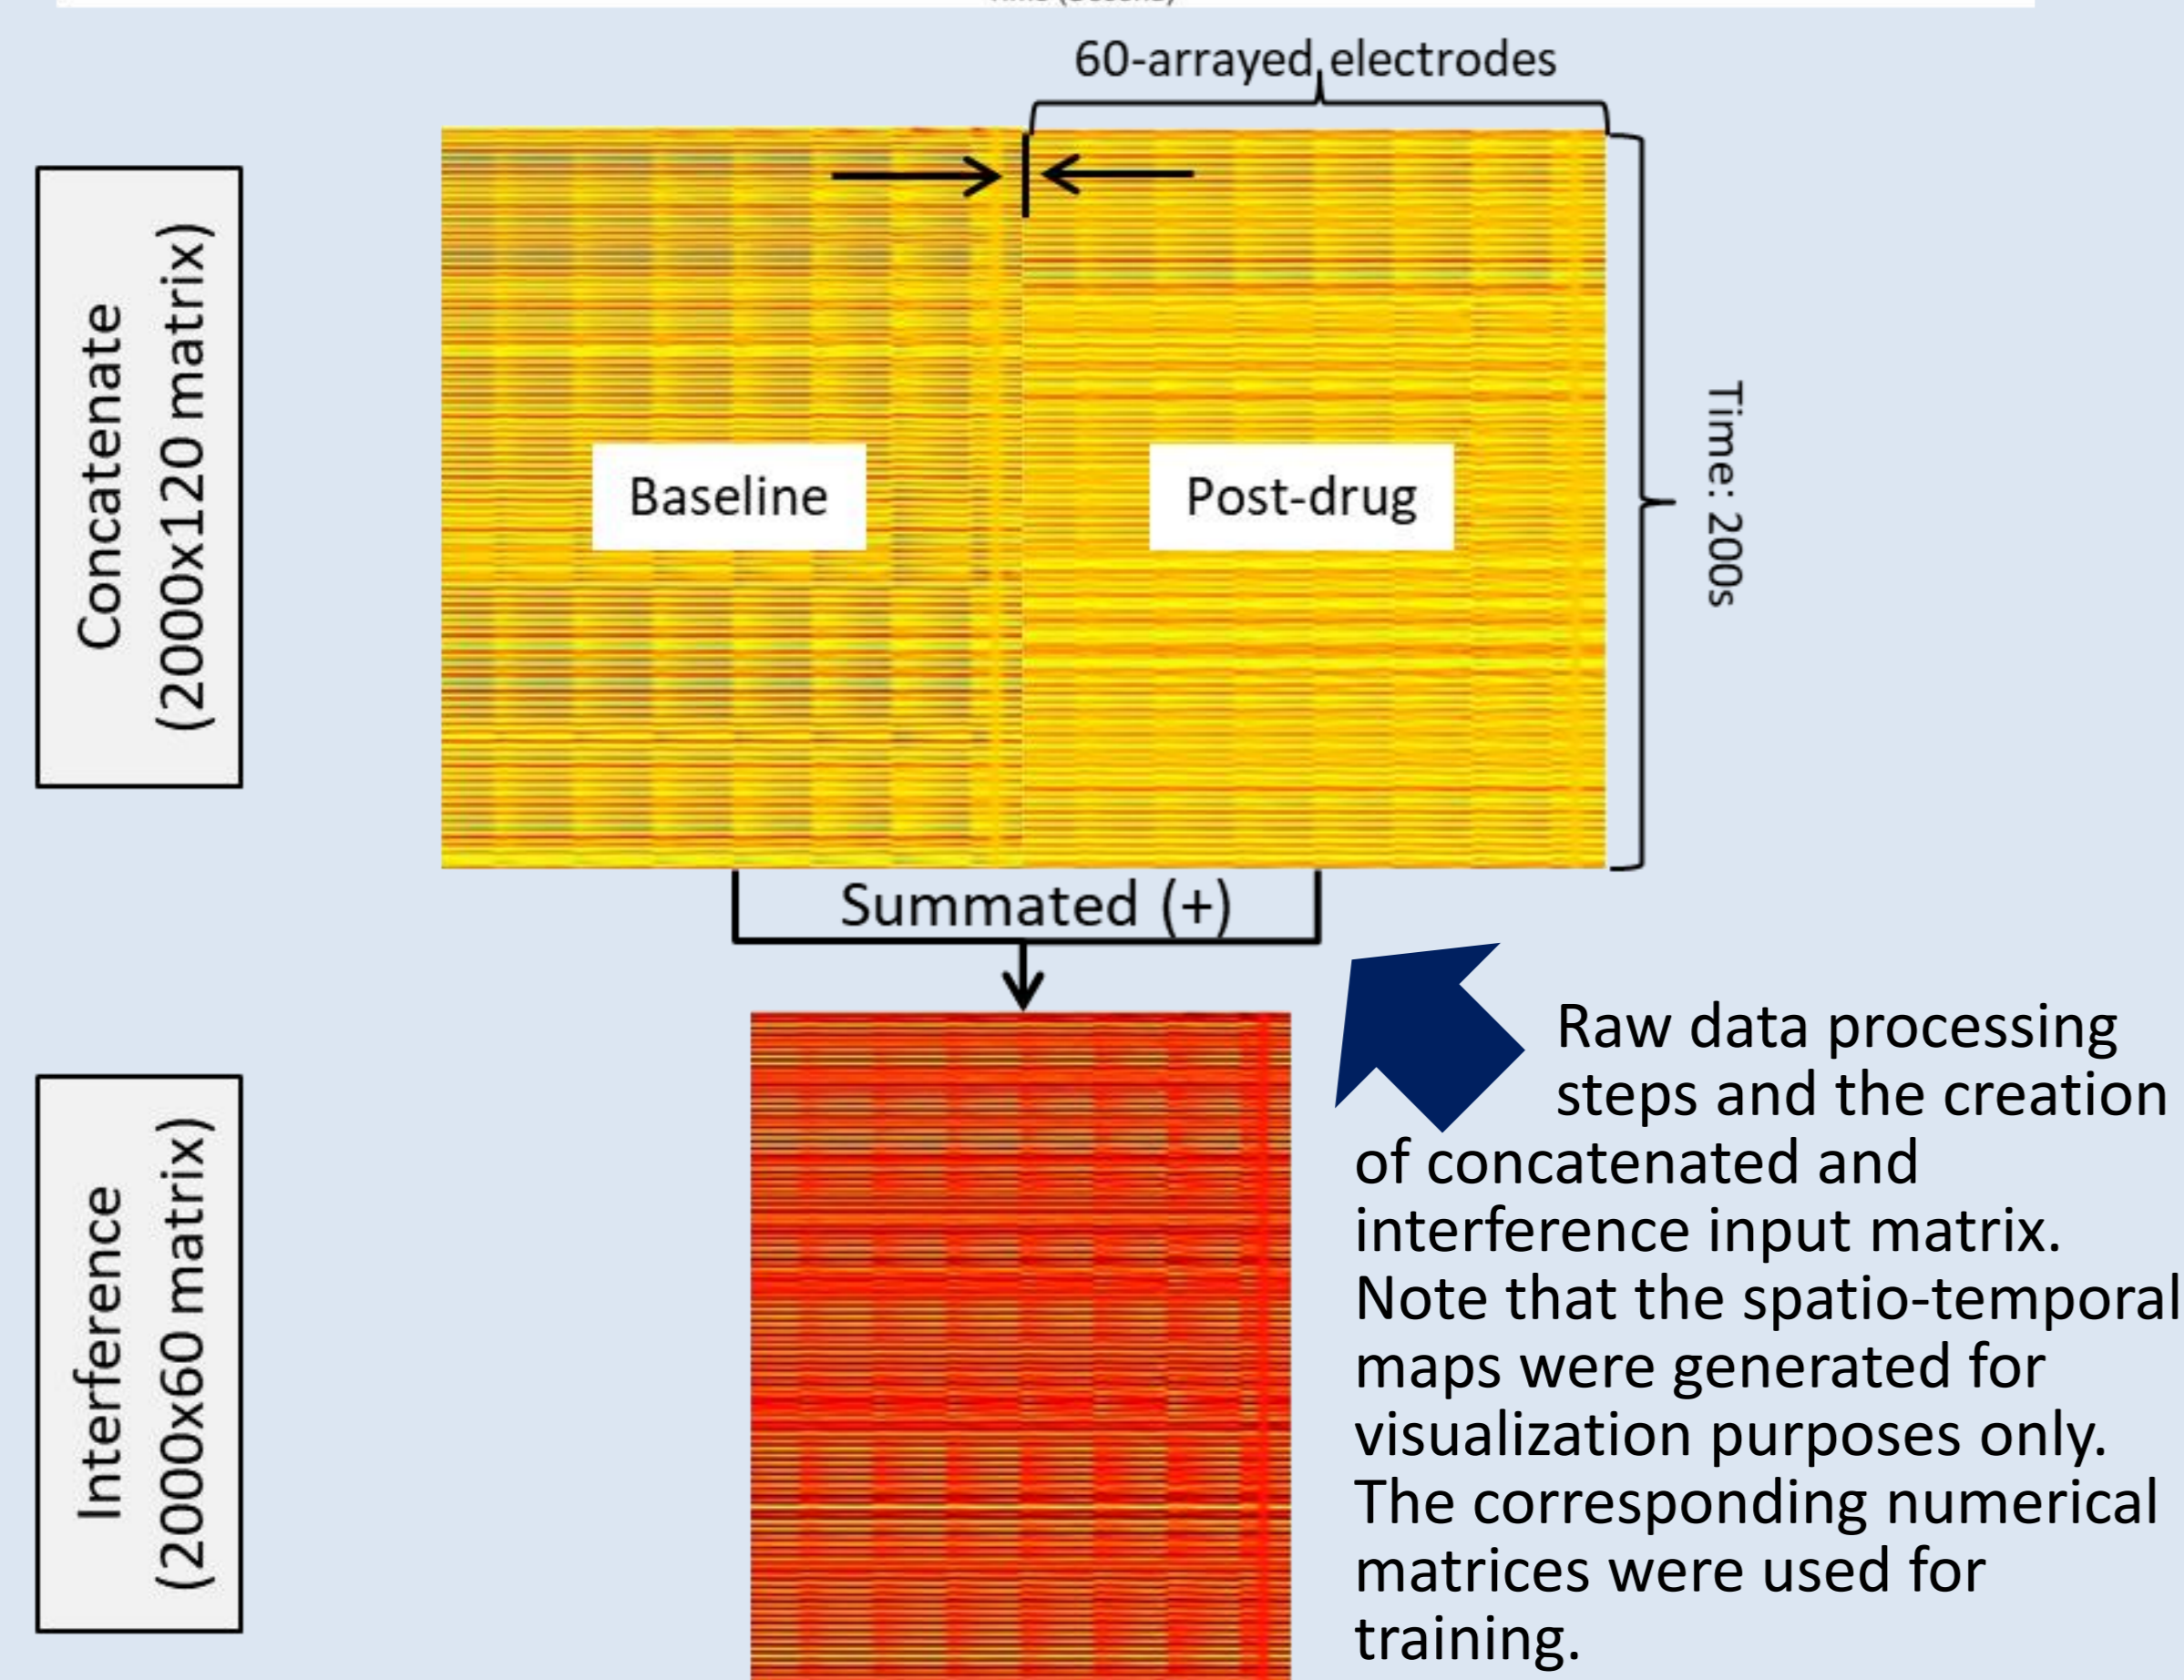 60-arrayed electrodes
Concatenate
(2000x120 matrix)
Baseline
Post-drug
Time: 200s
Summated (+)
Interference
(2000x60 matrix)
Raw data processing
steps and the creation
of concatenated and
interference input matrix.
Note that the spatio-temporal
maps were generated for
visualization purposes only.
The corresponding numerical
matrices were used for
training.